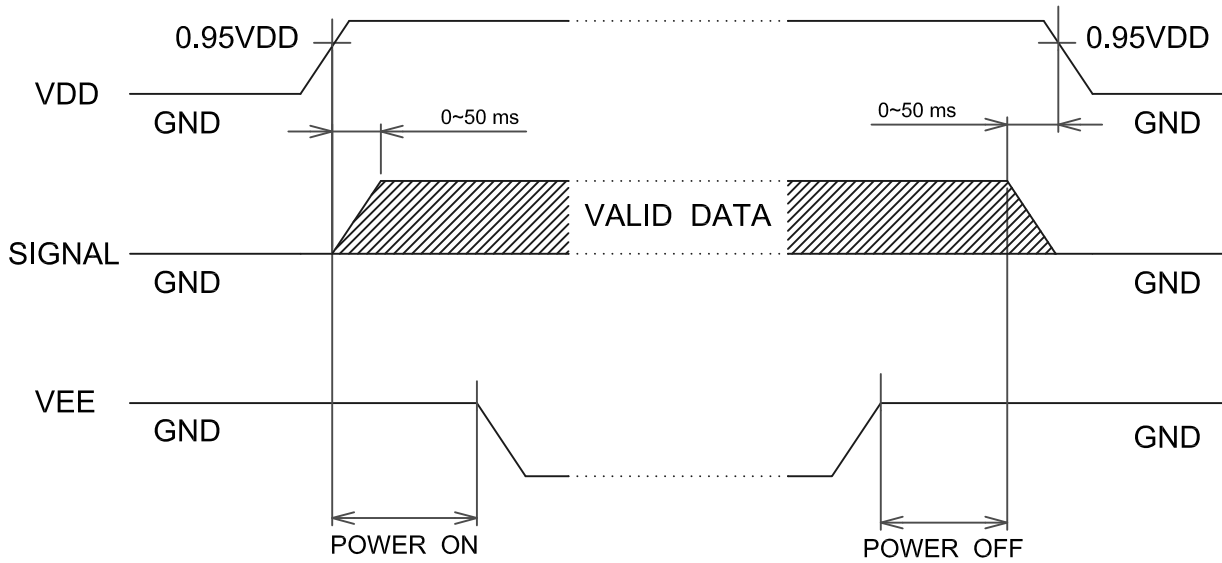 0.95VDD
0.95VDD
VDD
GND
0~50 ms
0~50 ms
GND
VALID DATA
SIGNAL
GND
GND
VEE
GND
GND
POWER ON
POWER OFF